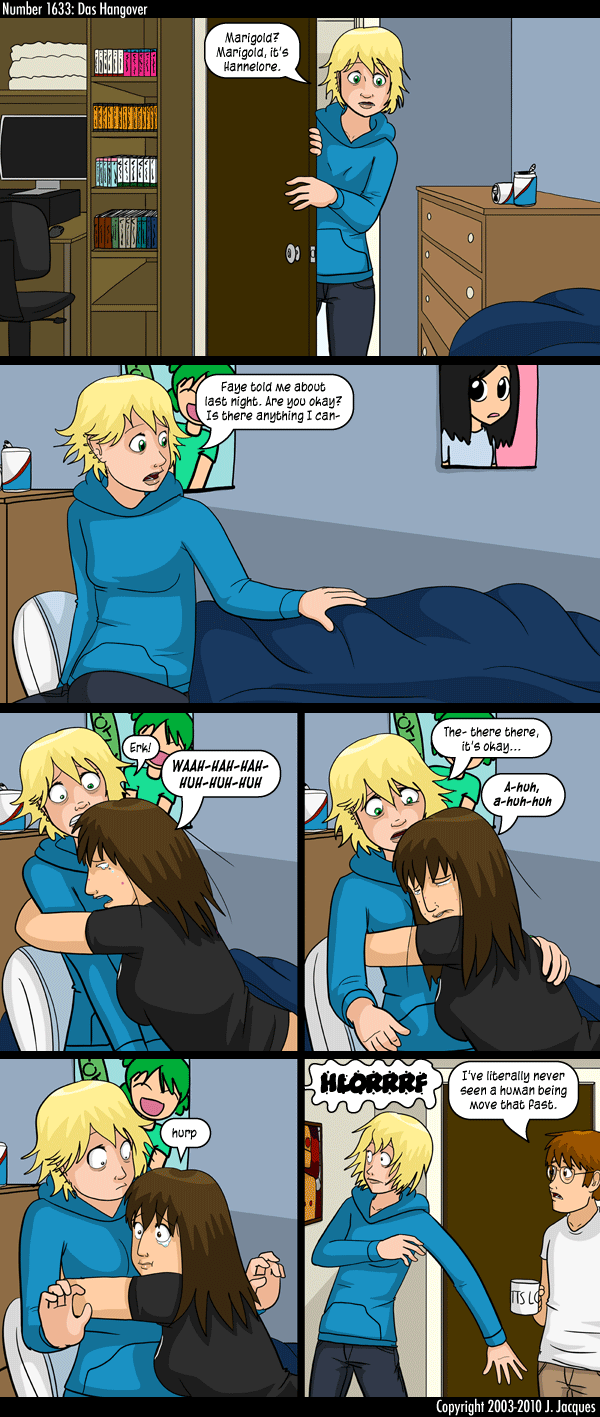 Number 1633: Das Hangover
Marigold?
Marigold, it's
Hannelore.
Faye told me about
last night. Are you okay?
Is there anything I can-
Erk!
WAAH-HAH-HAH-
HUH-HUH-HUH
The- there there,
it's okay...
A-huh,
a-huh-huh
hurp
HLORRRF
I've literally never
seen a human being
move that fast.
ITS LO
Copyright 2003-2010 J. Jacques